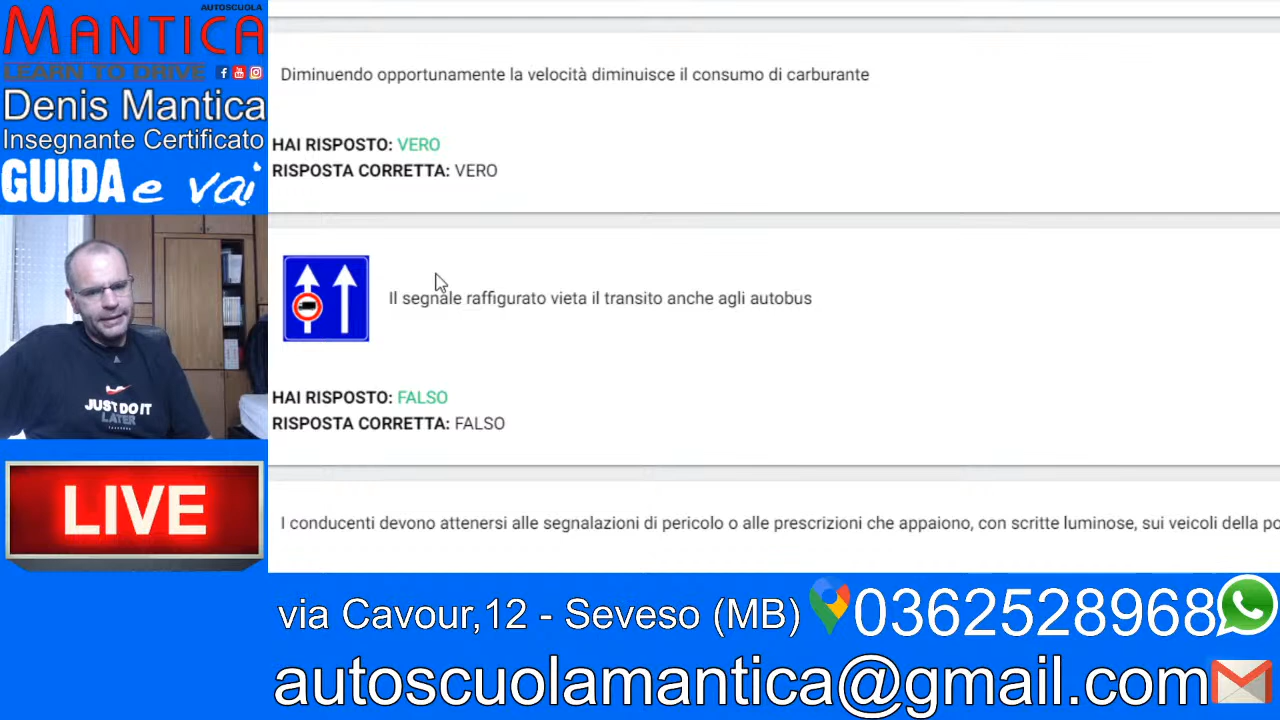 AUTOSCUOLA
MANTICA
LEARN TO DRIVE
Denis Mantica
Insegnante Certificato
GUIDA e vai
JUST DO IT
LATER
LIVE
Diminuendo opportunamente la velocità diminuisce il consumo di carburante
HAI RISPOSTO: VERO
RISPOSTA CORRETTA: VERO
Il segnale raffigurato vieta il transito anche agli autobus
HAI RISPOSTO: FALSO
RISPOSTA CORRETTA: FALSO
I conducenti devono attenersi alle segnalazioni di pericolo o alle prescrizioni che appaiono, con scritte luminose, sui veicoli della po
via Cavour,12 - Seveso (MB) 0362528968
autoscuolamantica@gmail.com